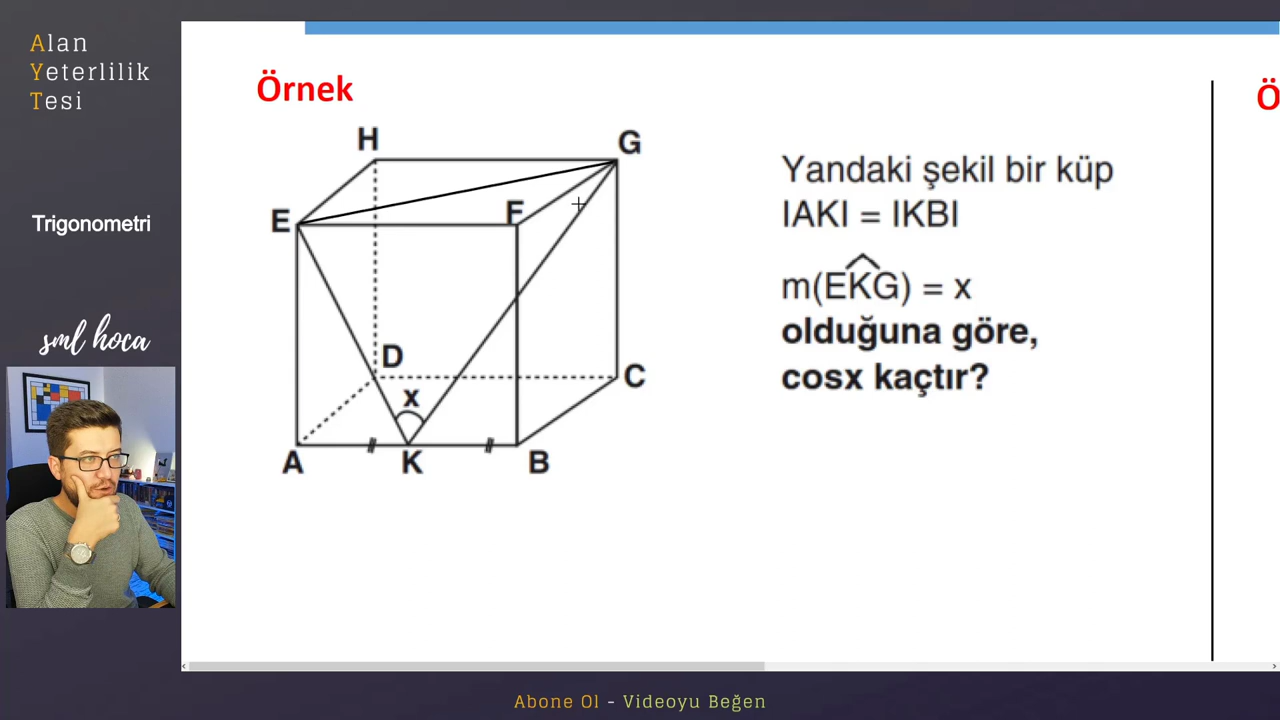 Alan
Yeterlilik
Tesi
Trigonometri
sml hoca
Örnek
Ö
H
G
E
F
D
C
x
A
K
B
Yandaki şekil bir küp
IAKI = IKBI
m(EKG) = x
olduğuna göre,
cosx kaçtır?
Abone Ol - Videoyu Beğen